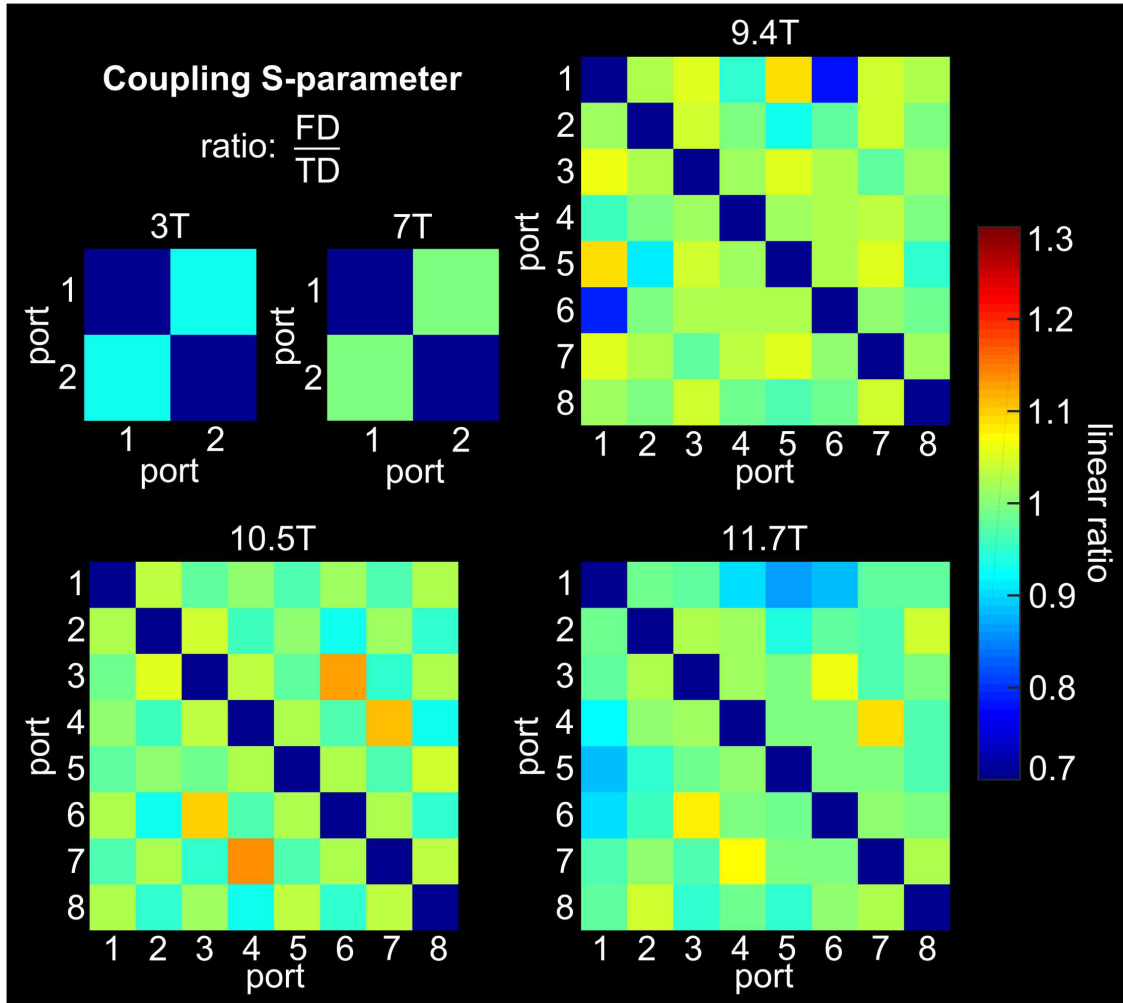 Coupling S-parameter
ratio: FD
TD
3T
port
1
2
1 2
port
7T
port
1
2
1 2
port
9.4T
port
1
2
3
4
5
6
7
8
1 2 3 4 5 6 7 8
port
1.3
1.2
1.1
1
0.9
0.8
0.7
linear ratio
10.5T
port
1
2
3
4
5
6
7
8
1 2 3 4 5 6 7 8
port
11.7T
port
1
2
3
4
5
6
7
8
1 2 3 4 5 6 7 8
port